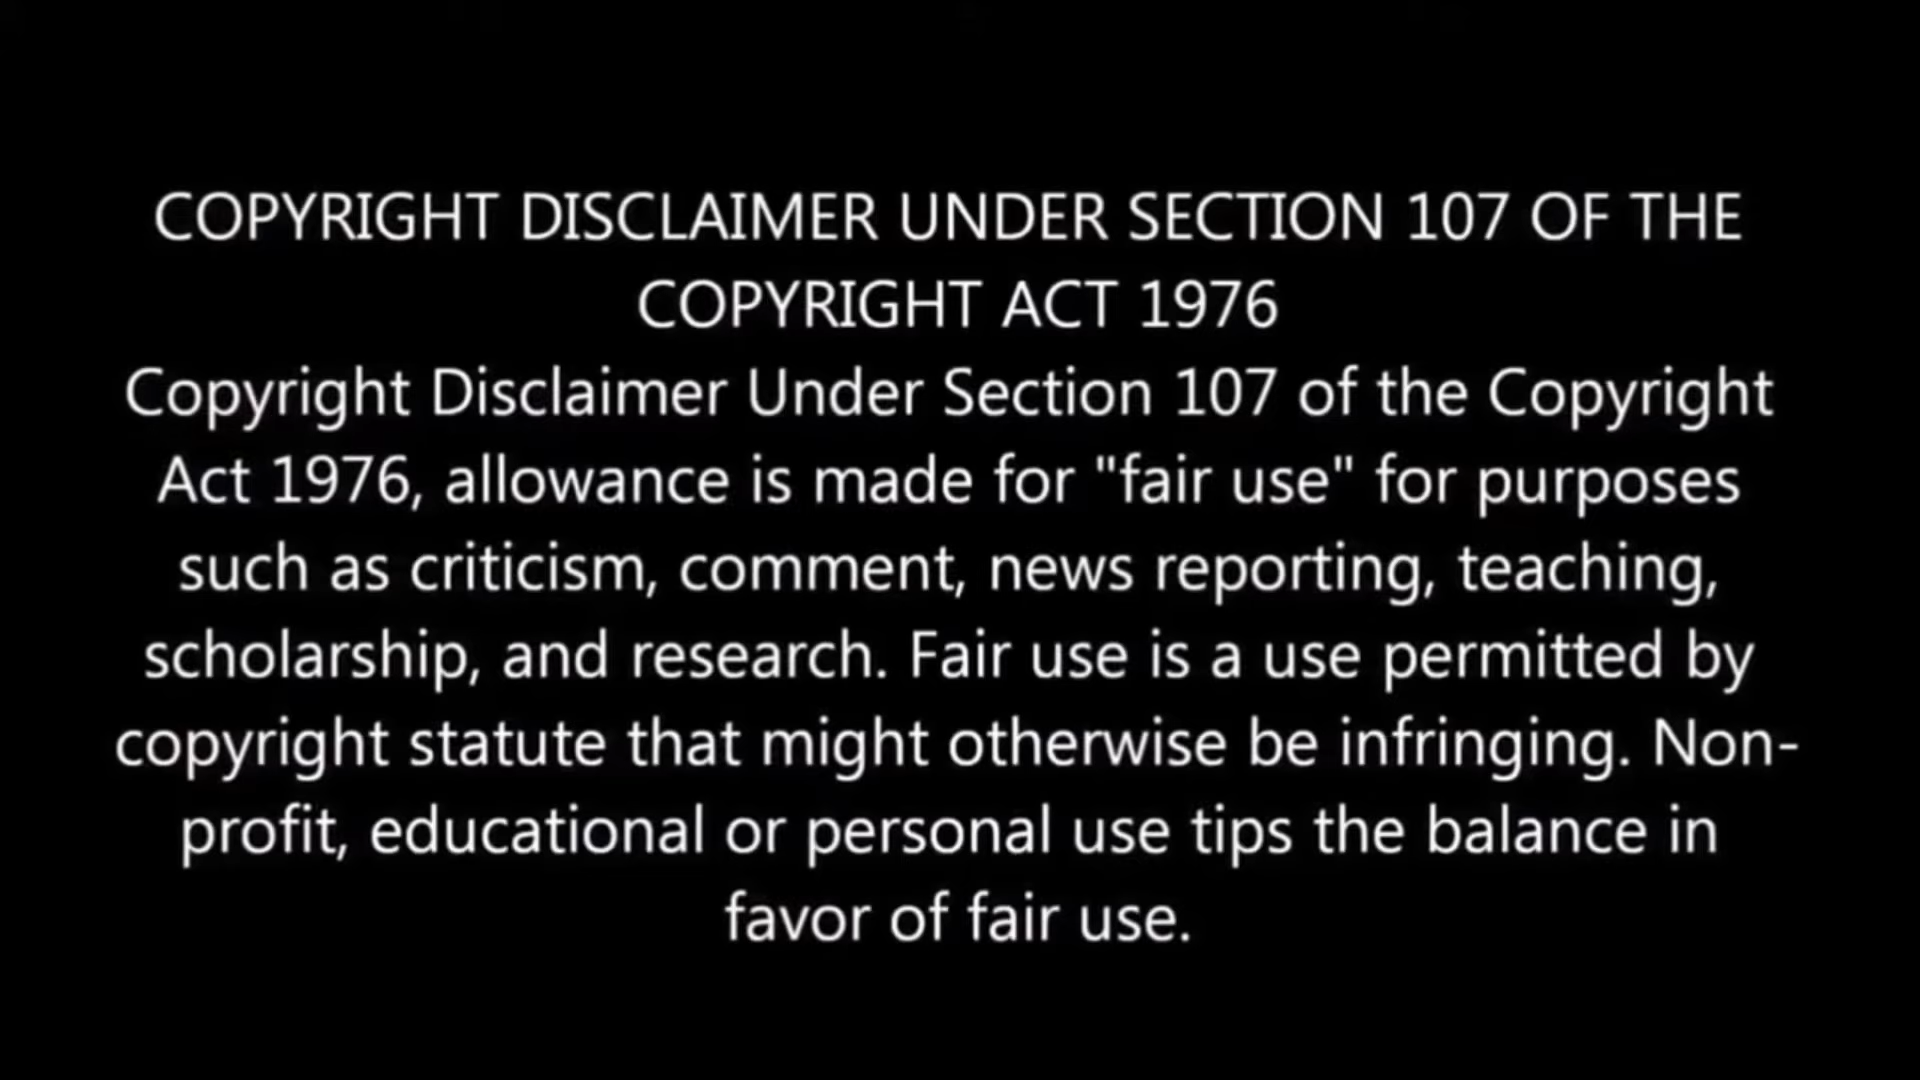 COPYRIGHT DISCLAIMER UNDER SECTION 107 OF THE
COPYRIGHT ACT 1976
Copyright Disclaimer Under Section 107 of the Copyright
Act 1976, allowance is made for "fair use" for purposes
such as criticism, comment, news reporting, teaching,
scholarship, and research. Fair use is a use permitted by
copyright statute that might otherwise be infringing. Non-
profit, educational or personal use tips the balance in
favor of fair use.